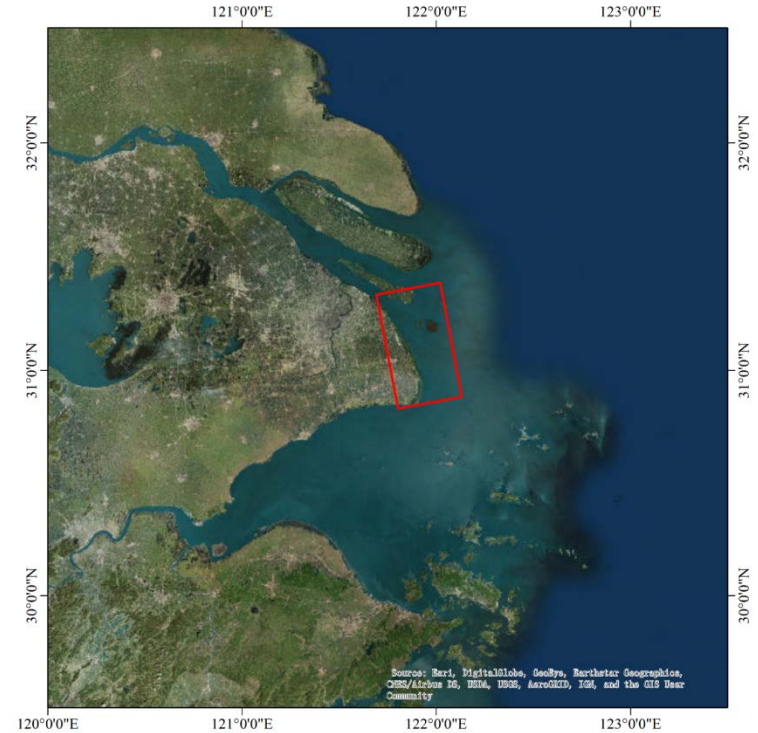 121°0'0"E 122°0'0"E 123°0'0"E
32°0'0"N 32°0'0"N
31°0'0"N 31°0'0"N
30°0'0"N 30°0'0"N
Source: Esri, DigitalGlobe, GeoEye, Earthstar Geographics,
CNES/Airbus DS, USDA, USGS, AeroGRID, IGN, and the GIS User
Community
120°0'0"E 121°0'0"E 122°0'0"E 123°0'0"E